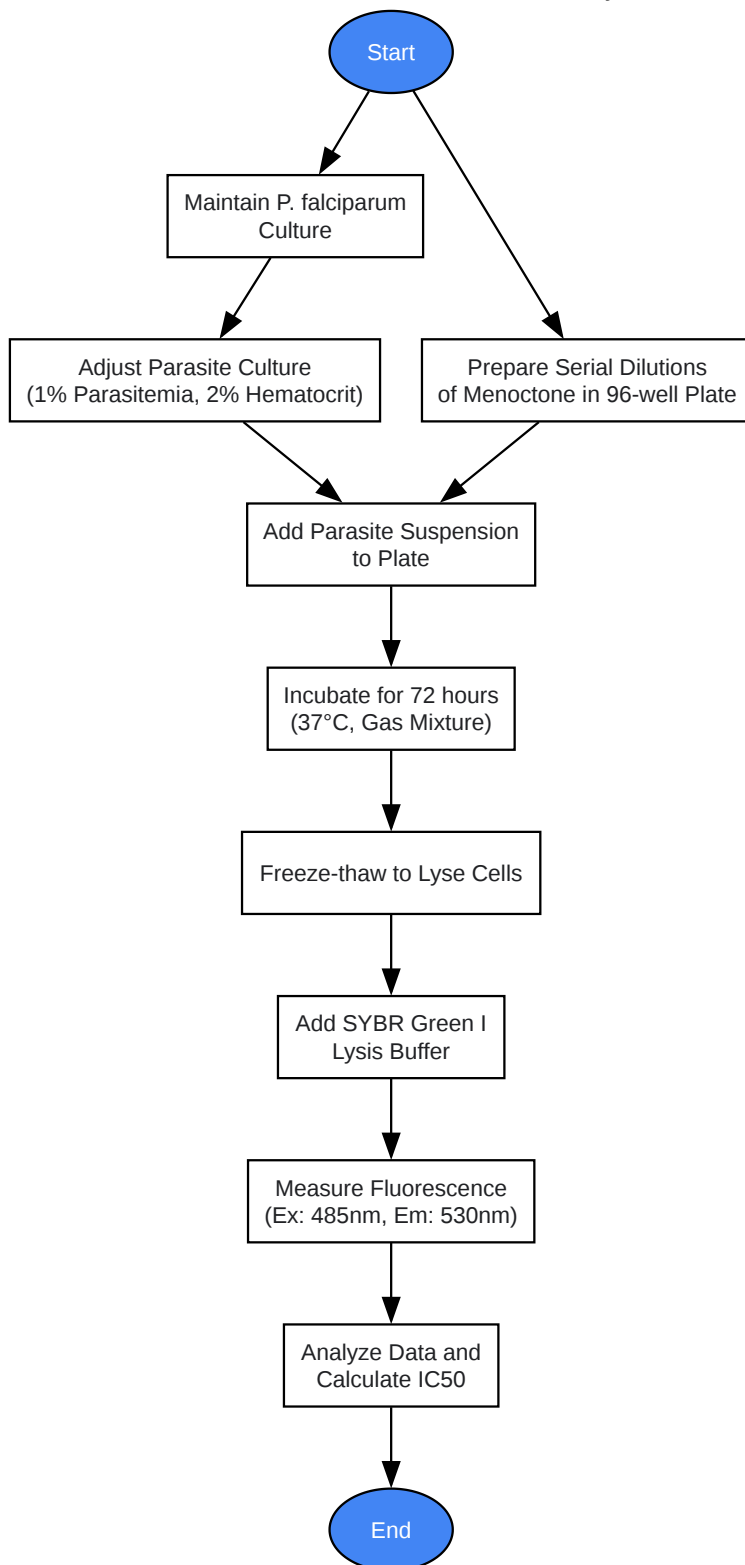 Start
Maintain P. falciparum
Culture
Adjust Parasite Culture
(1% Parasitemia, 2% Hematocrit)
Prepare Serial Dilutions
of Menoctone in 96-well Plate
Add Parasite Suspension
to Plate
Incubate for 72 hours
(37°C, Gas Mixture)
Freeze-thaw to Lyse Cells
Add SYBR Green I
Lysis Buffer
Measure Fluorescence
(Ex: 485nm, Em: 530nm)
Analyze Data and
Calculate IC50
End